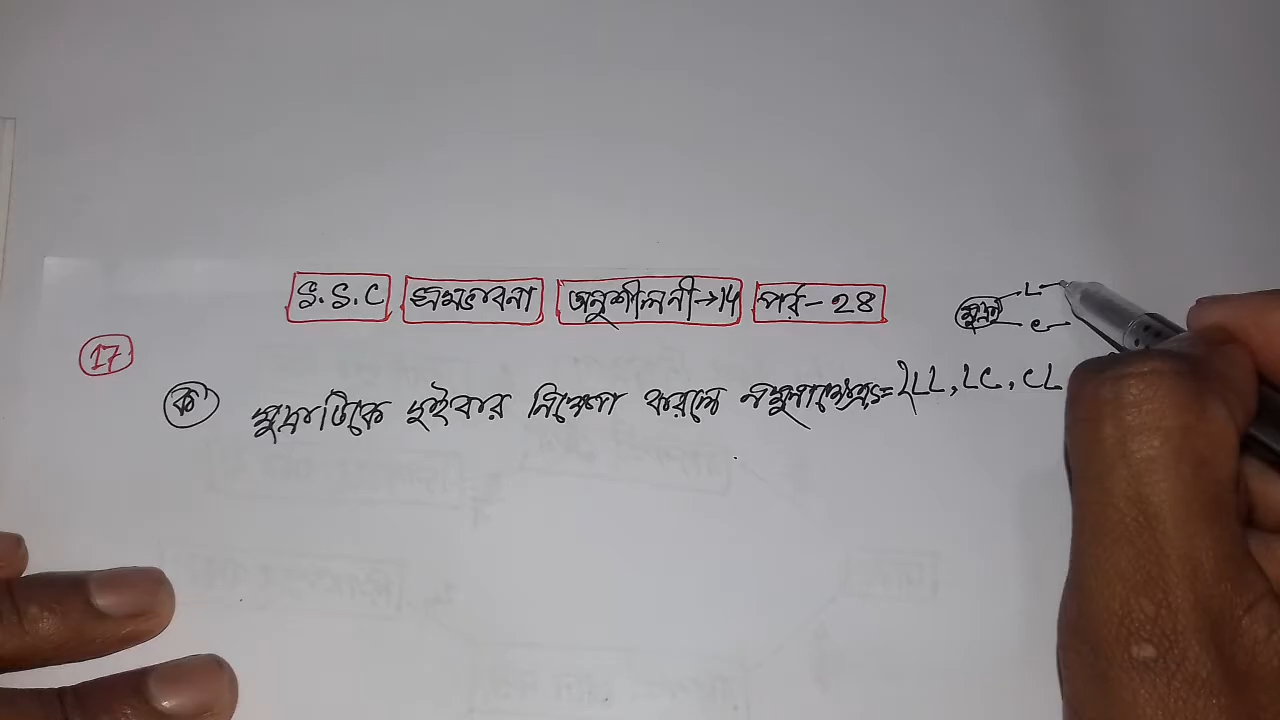 S.S.C সম্ভাবনা অনুশীলনী→14 পর্ব-28
মুদ্রা L C
17
ক মুদ্রাটিকে দুইবার নিক্ষেপ করলে নমুনাক্ষেত্রঃ={LL, LC, CL